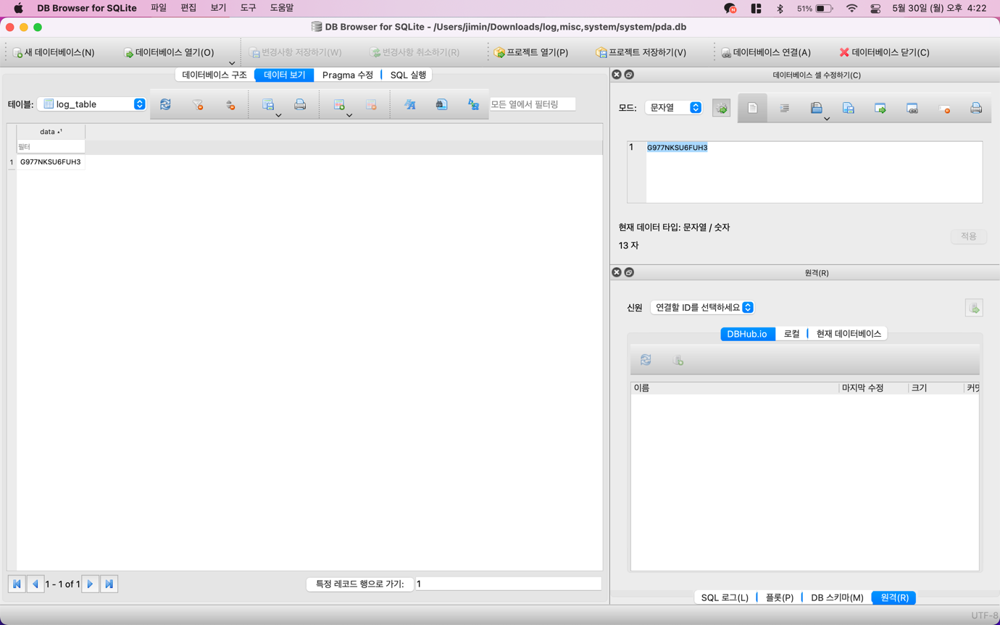 DB Browser for SQLite 파일 편집 보기 도구 도움말 51% 5월 30일 (월) 오후 4:22
DB Browser for SQLite - /Users/jimin/Downloads/log,misc,system/system/pda.db
새 데이터베이스(N) 데이터베이스 열기(O) 변경사항 저장하기(W) 변경사항 취소하기(R) 프로젝트 열기(P) 프로젝트 저장하기(V) 데이터베이스 연결(A) 데이터베이스 닫기(C)
데이터베이스 구조 데이터 보기 Pragma 수정 SQL 실행
테이블: log_table 모든 열에서 필터링
data 1
필터
1 G977NKSU6FUH3
1 - 1 of 1 특정 레코드 행으로 가기: 1
데이터베이스 셀 수정하기(C)
모드: 문자열
1 G977NKSU6FUH3
현재 데이터 타입: 문자열 / 숫자
13 자
적용
원격(R)
신원 연결할 ID를 선택하세요
DBHub.io 로컬 현재 데이터베이스
이름 마지막 수정 크기
SQL 로그(L) 플롯(P) DB 스키마(M) 원격(R)
UTF-8